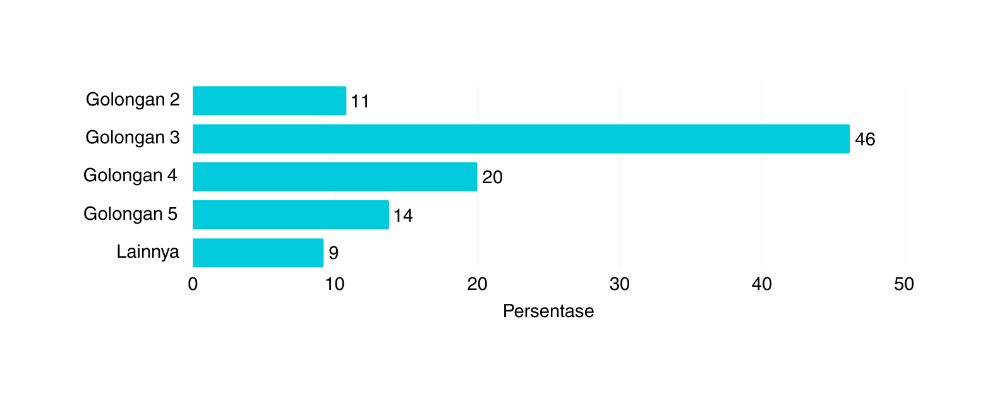 Golongan 2 11
Golongan 3 46
Golongan 4 20
Golongan 5 14
Lainnya 9
0 10 20 30 40 50
Persentase